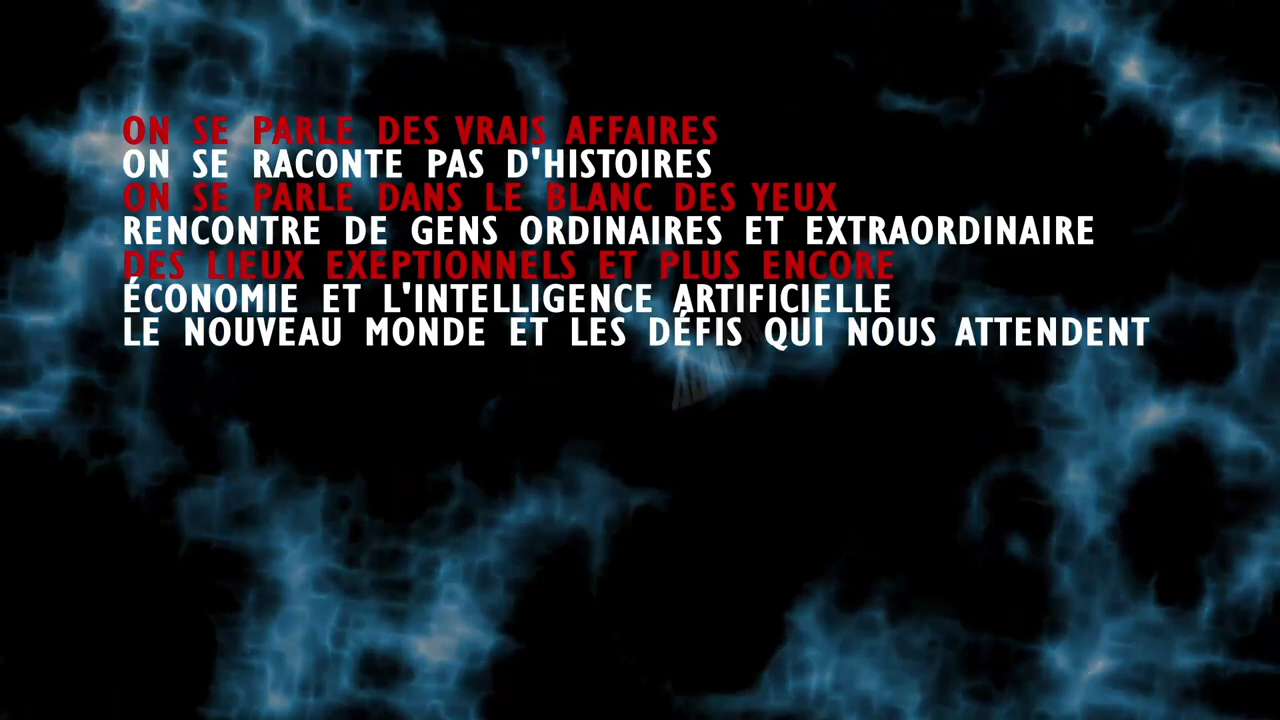 ON SE PARLE DES VRAIS AFFAIRES
ON SE RACONTE PAS D'HISTOIRES
ON SE PARLE DANS LE BLANC DES YEUX
RENCONTRE DE GENS ORDINAIRES ET EXTRAORDINAIRE
DES LIEUX EXEPTIONNELS ET PLUS ENCORE
ÉCONOMIE ET L'INTELLIGENCE ARTIFICIELLE
LE NOUVEAU MONDE ET LES DÉFIS QUI NOUS ATTENDENT